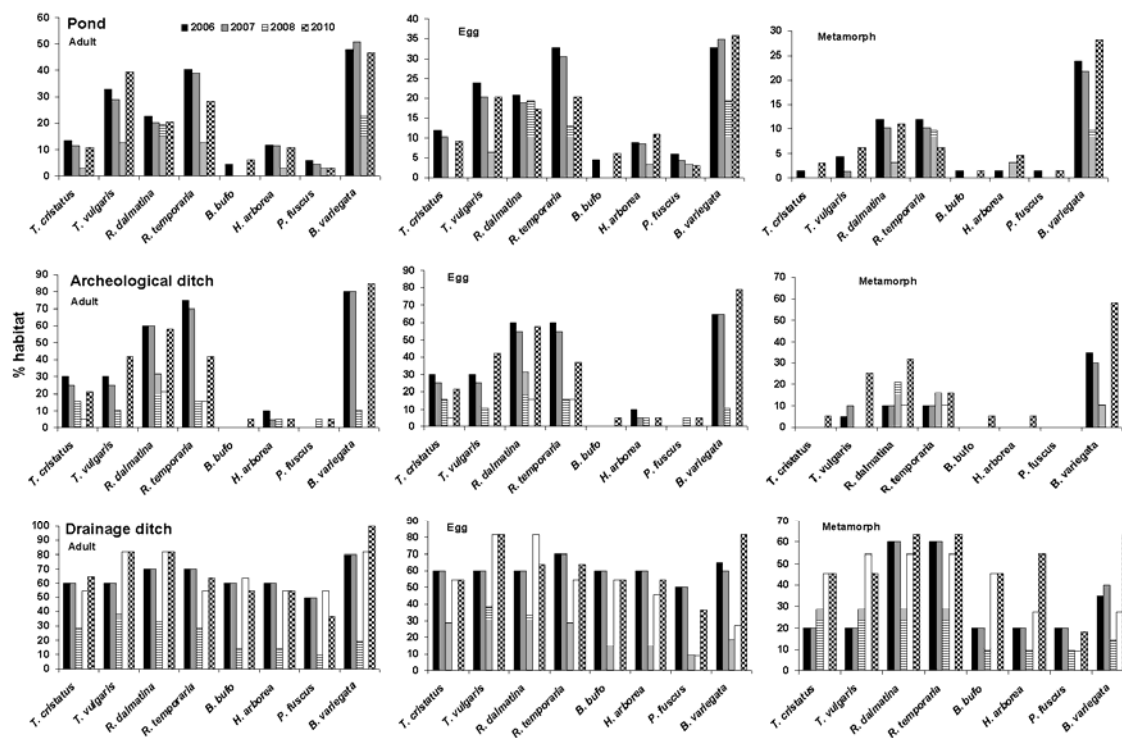 Pond
Adult
2006 2007 2008 2010
60
50
40
30
20
10
0
T. cristatus
T. vulgaris
R. dalmatina
R. temporaria
B. bufo
H. arborea
P. fuscus
B. variegata
Egg
40
35
30
25
20
15
10
5
0
T. cristatus
T. vulgaris
R. dalmatina
R. temporaria
B. bufo
H. arborea
P. fuscus
B. variegata
Metamorph
30
25
20
15
10
5
0
T. cristatus
T. vulgaris
R. dalmatina
R. temporaria
B. bufo
H. arborea
P. fuscus
B. variegata
% habitat
Archeological ditch
Adult
90
80
70
60
50
40
30
20
10
0
T. cristatus
T. vulgaris
R. dalmatina
R. temporaria
B. bufo
H. arborea
P. fuscus
B. variegata
Egg
90
80
70
60
50
40
30
20
10
0
T. cristatus
T. vulgaris
R. dalmatina
R. temporaria
B. bufo
H. arborea
P. fuscus
B. variegata
Metamorph
70
60
50
40
30
20
10
0
T. cristatus
T. vulgaris
R. dalmatina
R. temporaria
B. bufo
H. arborea
P. fuscus
B. variegata
Drainage ditch
Adult
100
90
80
70
60
50
40
30
20
10
0
T. cristatus
T. vulgaris
R. dalmatina
R. temporaria
B. bufo
H. arborea
P. fuscus
B. variegata
Egg
90
80
70
60
50
40
30
20
10
0
T. cristatus
T. vulgaris
R. dalmatina
R. temporaria
B. bufo
H. arborea
P. fuscus
B. variegata
Metamorph
70
60
50
40
30
20
10
0
T. cristatus
T. vulgaris
R. dalmatina
R. temporaria
B. bufo
H. arborea
P. fuscus
B. variegata